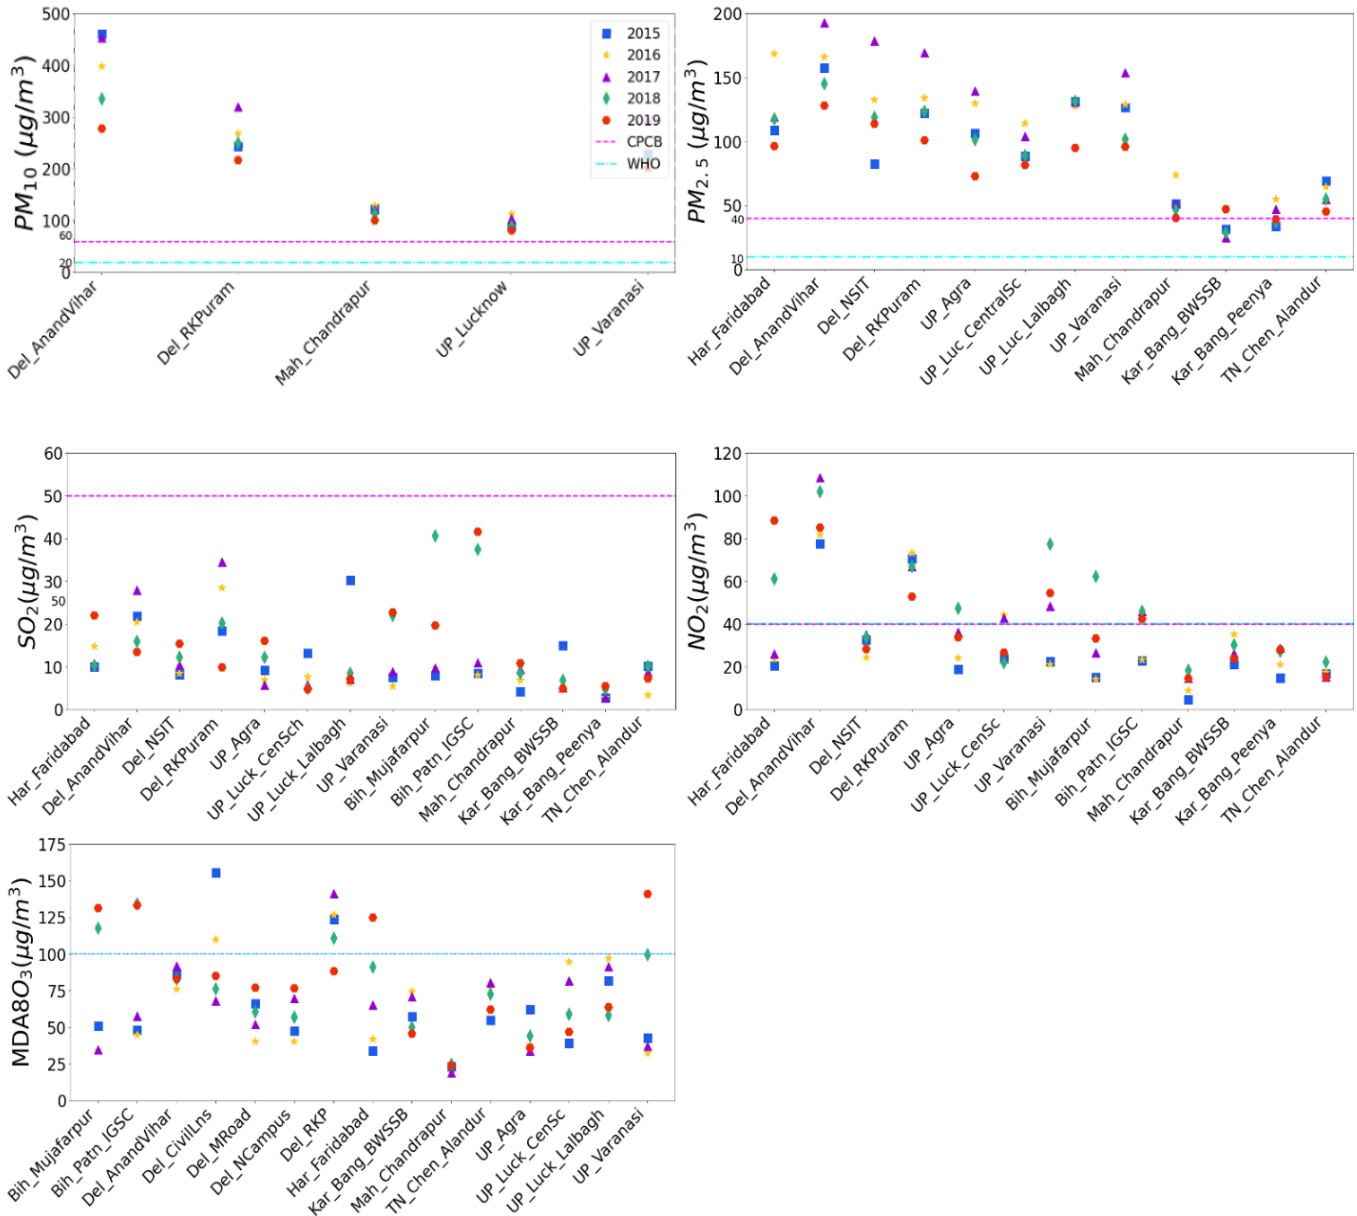 500
400
300
200
100
60
20
0
PM10 (μg/m3)
2015
2016
2017
2018
2019
CPCB
WHO
Del_AnandVihar
Del_RKPuram
Mah_Chandrapur
UP_Lucknow
UP_Varanasi
200
150
100
50
40
10
0
PM2.5 (μg/m3)
Har_Faridabad
Del_AnandVihar
Del_NSIT
Del_RKPuram
UP_Agra
UP_Luc_CentralSc
UP_Luc_Lalbagh
UP_Varanasi
Mah_Chandrapur
Kar_Bang_BWSSB
Kar_Bang_Peenya
TN_Chen_Alandur
60
50
40
30
50
20
10
0
SO2(μg/m3)
Har_Faridabad
Del_AnandVihar
Del_NSIT
Del_RKPuram
UP_Agra
UP_Luck_CenSch
UP_Luck_Lalbagh
UP_Varanasi
Bih_Mujafarpur
Bih_Patn_IGSC
Mah_Chandrapur
Kar_Bang_BWSSB
Kar_Bang_Peenya
TN_Chen_Alandur
120
100
80
60
40
20
0
NO2(μg/m3)
Har_Faridabad
Del_AnandVihar
Del_NSIT
Del_RKPuram
UP_Agra
UP_Luck_CenSc
UP_Varanasi
Bih_Mujafarpur
Bih_Patn_IGSC
Mah_Chandrapur
Kar_Bang_BWSSB
Kar_Bang_Peenya
TN_Chen_Alandur
175
150
125
100
75
50
25
0
MDA8O3(μg/m3)
Bih_Mujafarpur
Bih_Patn_IGSC
Del_AnandVihar
Del_CivilLns
Del_MRoad
Del_NCampus
Del_RKP
Har_Faridabad
Kar_Bang_BWSSB
Mah_Chandrapur
TN_Chen_Alandur
UP_Agra
UP_Luck_CenSc
UP_Luck_Lalbagh
UP_Varanasi